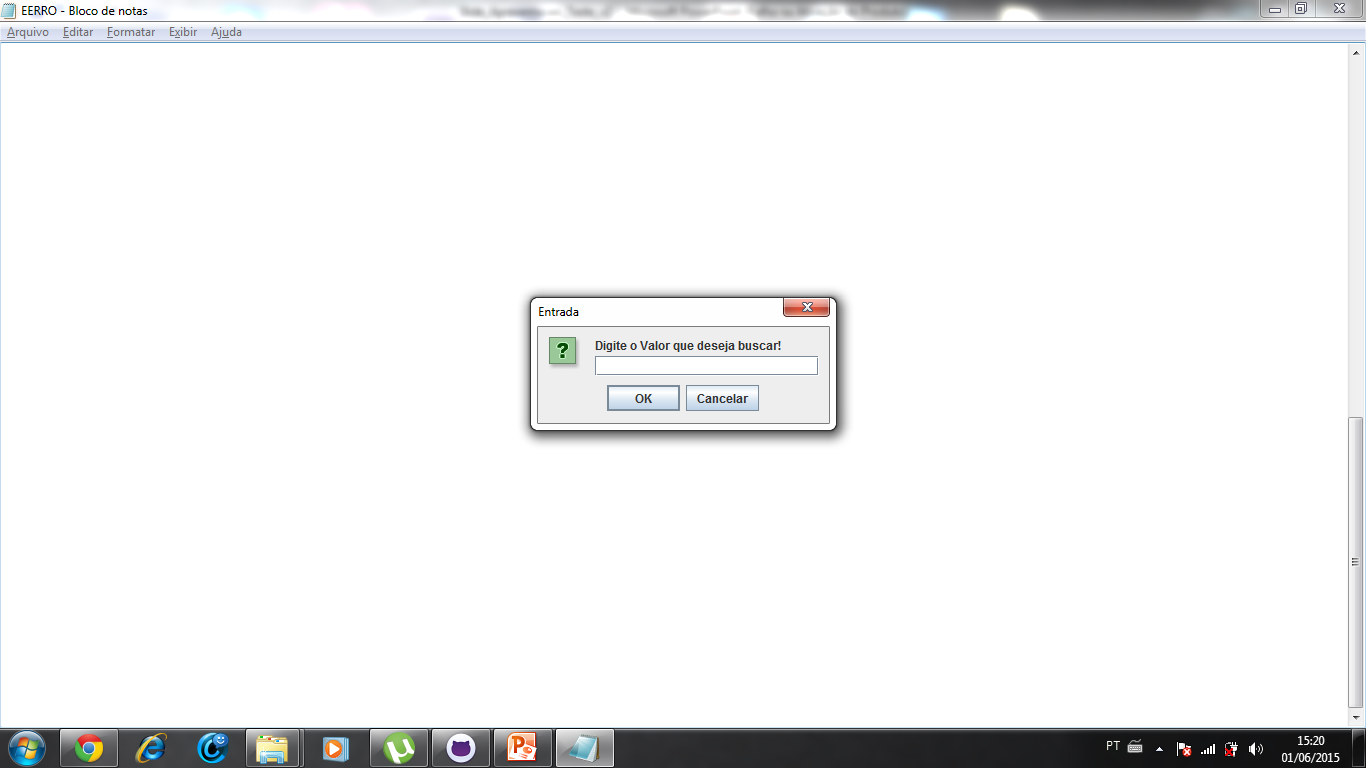 EERRO - Bloco de notas
Arquivo Editar Formatar Exibir Ajuda
Entrada
?
Digite o Valor que deseja buscar!
OK Cancelar
PT
15:20
01/06/2015